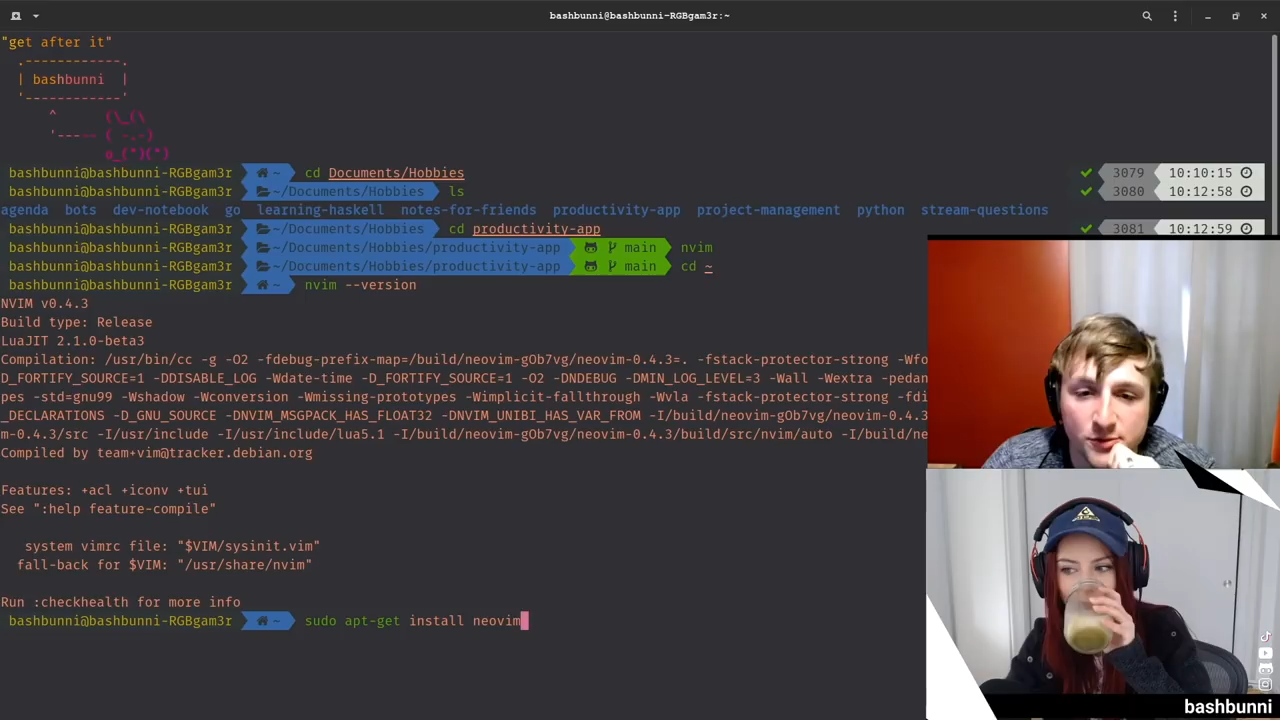 bashbunni@bashbunni-RGBgam3r:~
"get after it"
.------------.
| bashbunni |
'------------'
^ (\_(\
'---- ( -.-)
o_(")(")
bashbunni@bashbunni-RGBgam3r ~ cd Documents/Hobbies 3079 10:10:15
bashbunni@bashbunni-RGBgam3r ~/Documents/Hobbies ls 3080 10:12:58
agenda bots dev-notebook go learning-haskell notes-for-friends productivity-app project-management python stream-questions
bashbunni@bashbunni-RGBgam3r ~/Documents/Hobbies cd productivity-app 3081 10:12:59
bashbunni@bashbunni-RGBgam3r ~/Documents/Hobbies/productivity-app main nvim
bashbunni@bashbunni-RGBgam3r ~/Documents/Hobbies/productivity-app main cd ~
bashbunni@bashbunni-RGBgam3r ~ nvim --version
NVIM v0.4.3
Build type: Release
LuaJIT 2.1.0-beta3
Compilation: /usr/bin/cc -g -O2 -fdebug-prefix-map=/build/neovim-gOb7vg/neovim-0.4.3=. -fstack-protector-strong -Wfo
D_FORTIFY_SOURCE=1 -DDISABLE_LOG -Wdate-time -D_FORTIFY_SOURCE=1 -O2 -DNDEBUG -DMIN_LOG_LEVEL=3 -Wall -Wextra -pedan
pes -std=gnu99 -Wshadow -Wconversion -Wmissing-prototypes -Wimplicit-fallthrough -Wvla -fstack-protector-strong -fdi
_DECLARATIONS -D_GNU_SOURCE -DNVIM_MSGPACK_HAS_FLOAT32 -DNVIM_UNIBI_HAS_VAR_FROM -I/build/neovim-gOb7vg/neovim-0.4.3
m-0.4.3/src -I/usr/include -I/usr/include/lua5.1 -I/build/neovim-gOb7vg/neovim-0.4.3/build/src/nvim/auto -I/build/ne
Compiled by team+vim@tracker.debian.org
Features: +acl +iconv +tui
See ":help feature-compile"
system vimrc file: "$VIM/sysinit.vim"
fall-back for $VIM: "/usr/share/nvim"
Run :checkhealth for more info
bashbunni@bashbunni-RGBgam3r ~ sudo apt-get install neovim
bashbunni